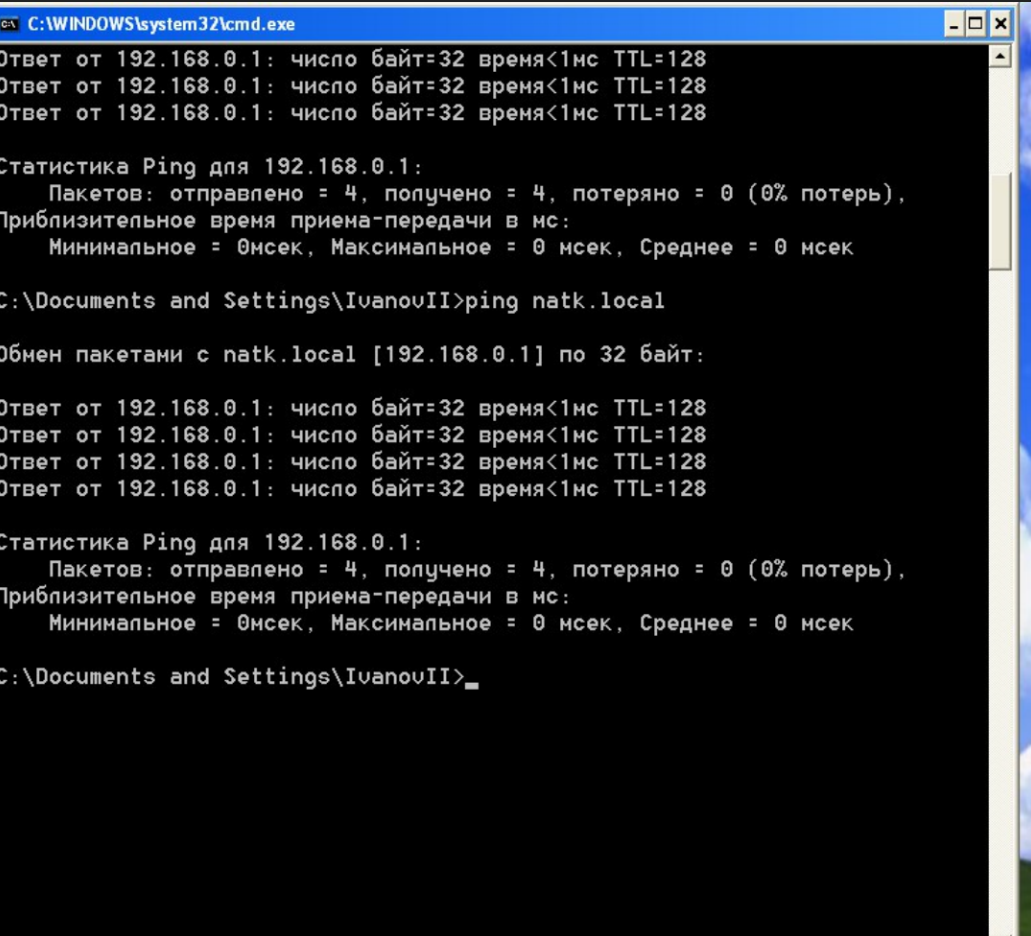 C:\WINDOWS\system32\cmd.exe
Ответ от 192.168.0.1: число байт=32 время<1мс TTL=128
Ответ от 192.168.0.1: число байт=32 время<1мс TTL=128
Ответ от 192.168.0.1: число байт=32 время<1мс TTL=128
Статистика Ping для 192.168.0.1:
Пакетов: отправлено = 4, получено = 4, потеряно = 0 (0% потерь),
Приблизительное время приема-передачи в мс:
Минимальное = 0мсек, Максимальное = 0 мсек, Среднее = 0 мсек
C:\Documents and Settings\IvanovII>ping natk.local
Обмен пакетами с natk.local [192.168.0.1] по 32 байт:
Ответ от 192.168.0.1: число байт=32 время<1мс TTL=128
Ответ от 192.168.0.1: число байт=32 время<1мс TTL=128
Ответ от 192.168.0.1: число байт=32 время<1мс TTL=128
Ответ от 192.168.0.1: число байт=32 время<1мс TTL=128
Статистика Ping для 192.168.0.1:
Пакетов: отправлено = 4, получено = 4, потеряно = 0 (0% потерь),
Приблизительное время приема-передачи в мс:
Минимальное = 0мсек, Максимальное = 0 мсек, Среднее = 0 мсек
C:\Documents and Settings\IvanovII>_